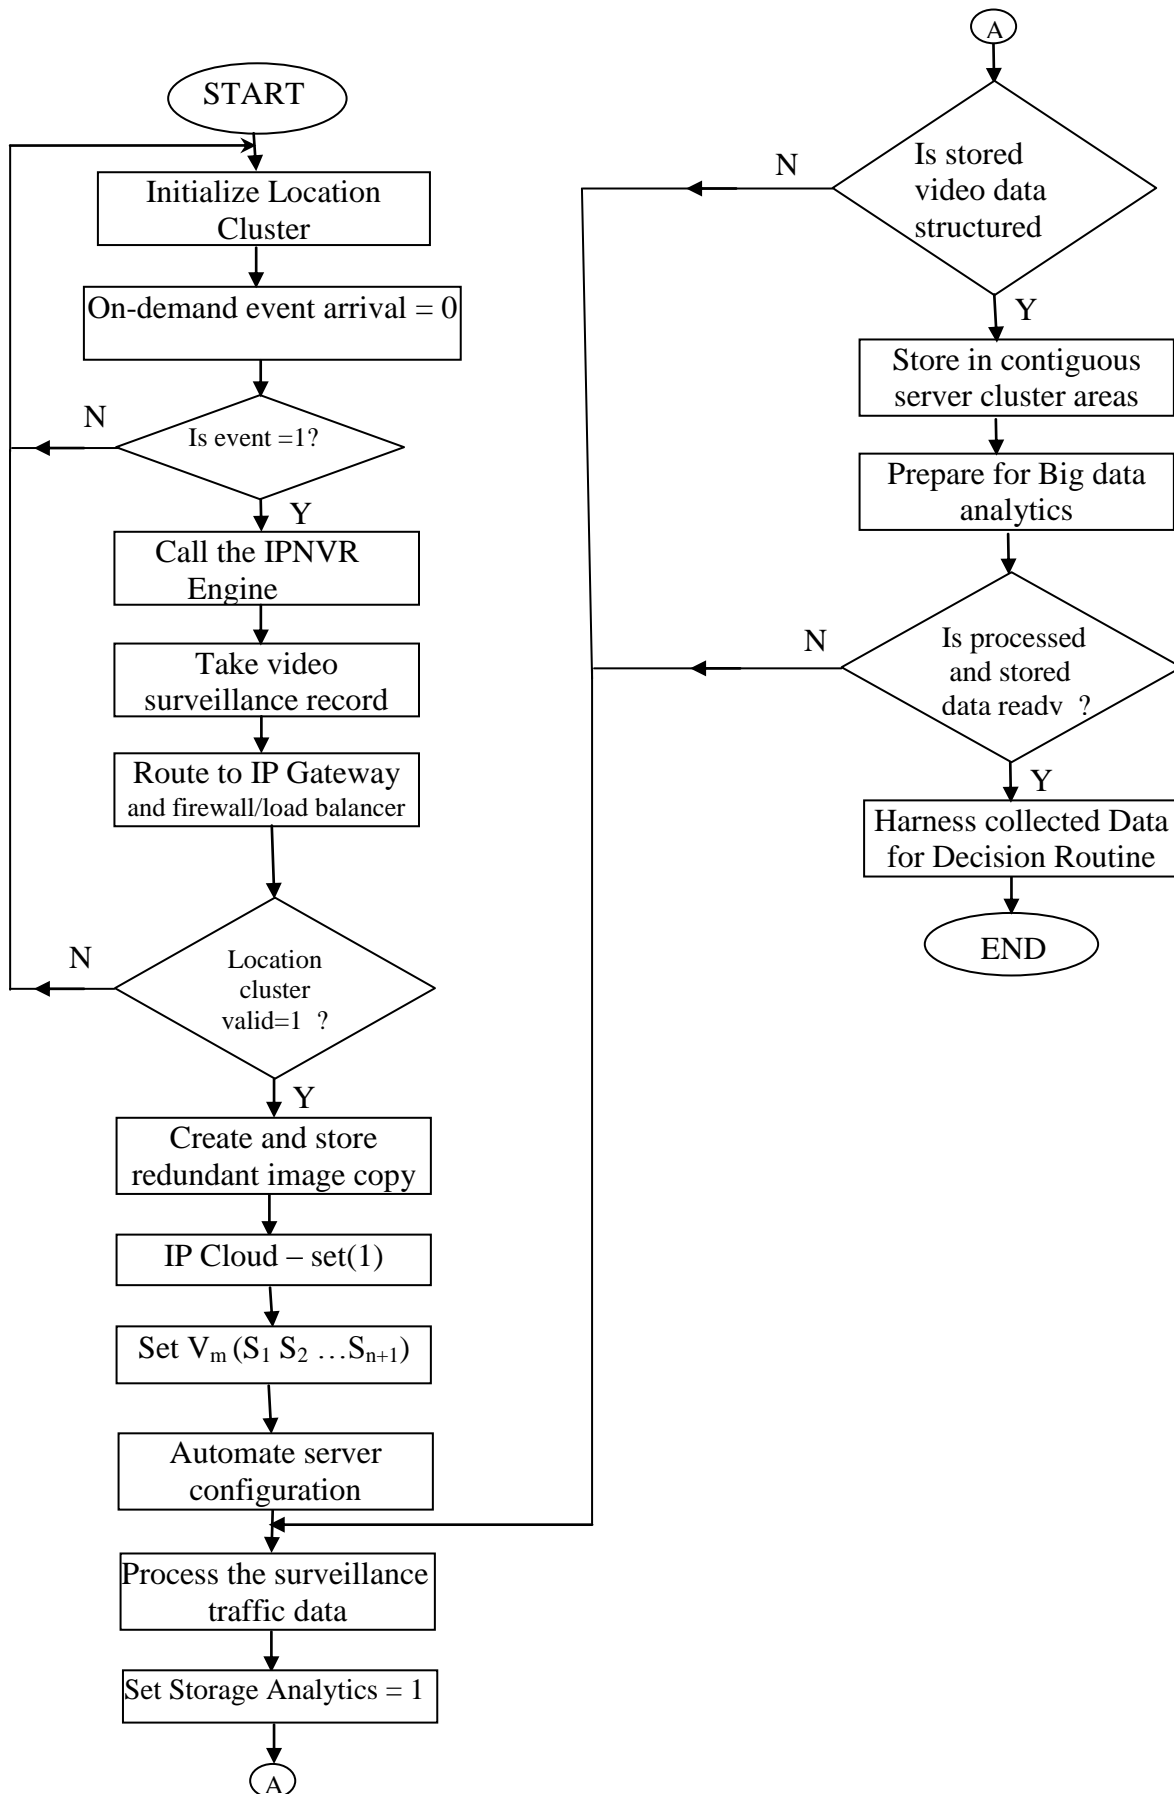 START
Initialize Location
Cluster
On-demand event arrival = 0
N
Is event =1?
Y
Call the IPNVR
Engine
Take video
surveillance record
Route to IP Gateway
and firewall/load balancer
N
Location
cluster
valid=1 ?
Y
Create and store
redundant image copy
IP Cloud – set(1)
Set Vₘ (S₁ S₂ …Sₙ₊₁)
Automate server
configuration
Process the surveillance
traffic data
Set Storage Analytics = 1
A
A
N
Is stored
video data
structured
Y
Store in contiguous
server cluster areas
Prepare for Big data
analytics
N
Is processed
and stored
data ready ?
Y
Harness collected Data
for Decision Routine
END